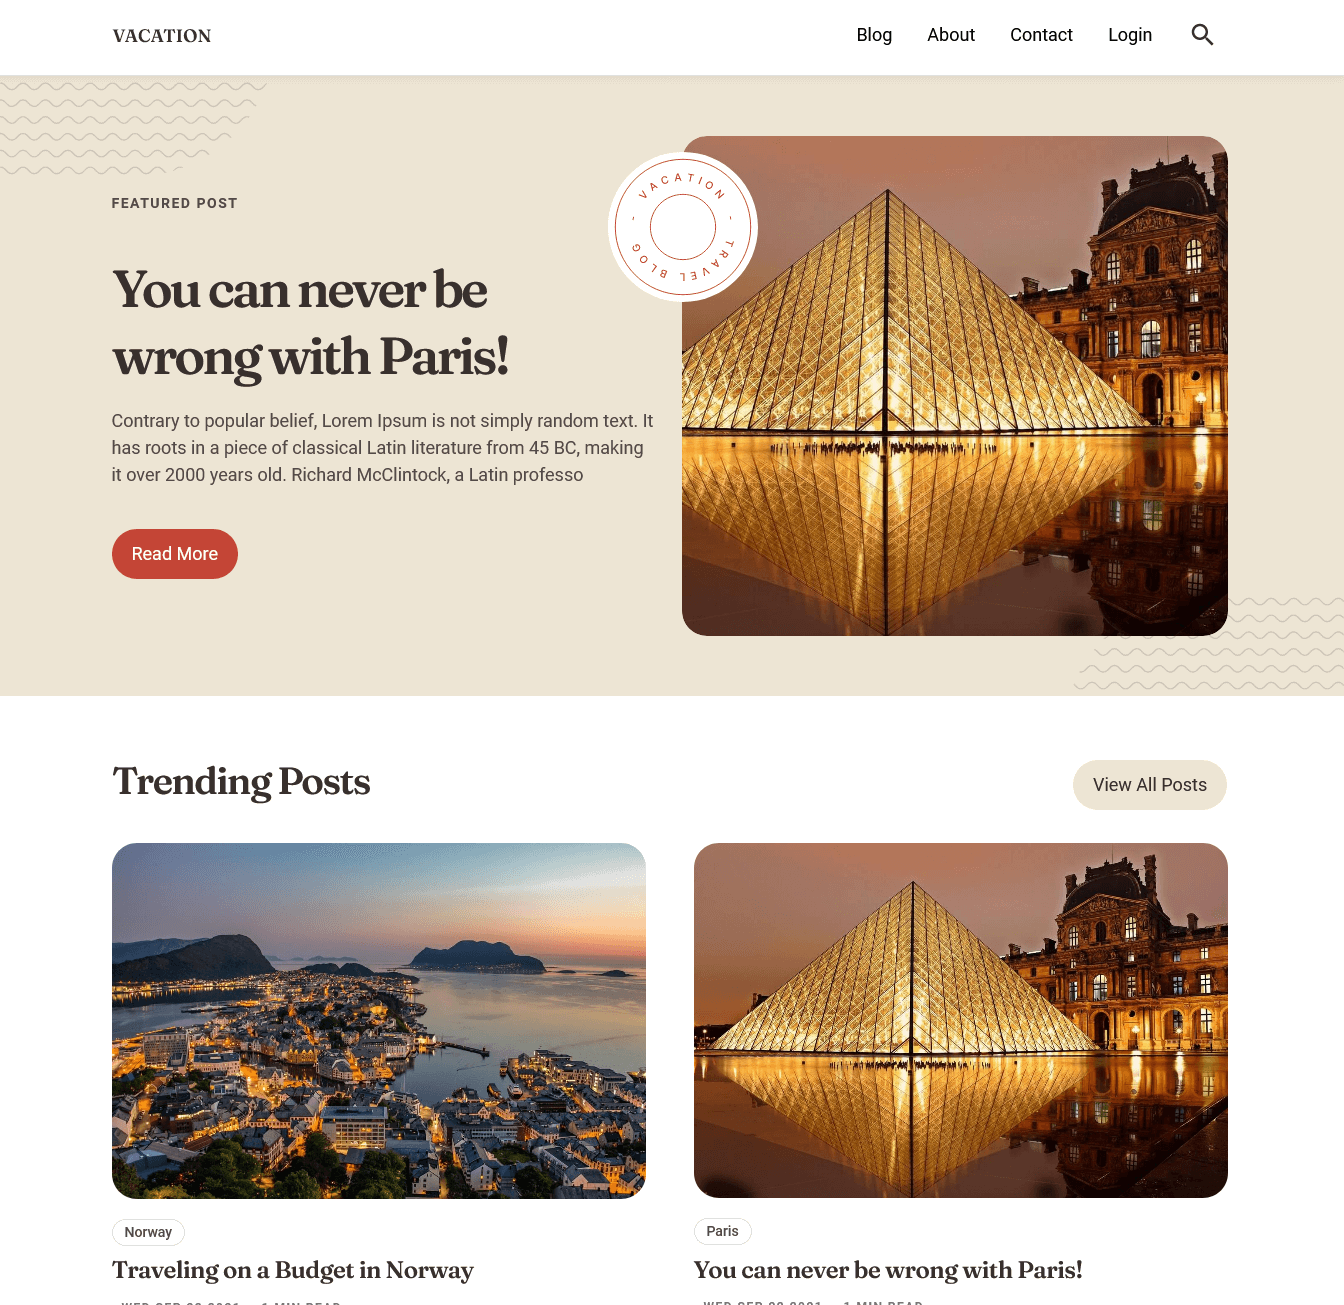 VACATION
Blog About Contact Login
- VACATION - TRAVEL BLOG
FEATURED POST
You can never be
wrong with Paris!
Contrary to popular belief, Lorem Ipsum is not simply random text. It
has roots in a piece of classical Latin literature from 45 BC, making
it over 2000 years old. Richard McClintock, a Latin professo
Read More
Trending Posts
View All Posts
Norway
Traveling on a Budget in Norway
Paris
You can never be wrong with Paris!